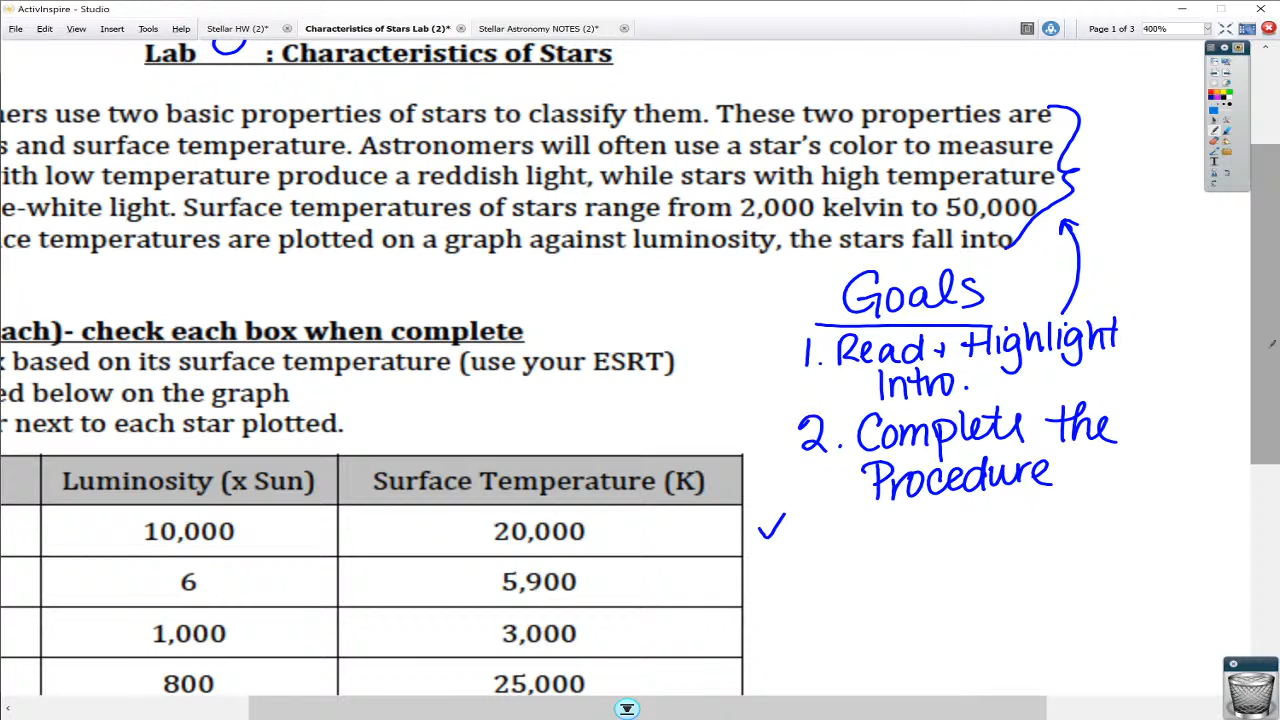 ActivInspire - Studio
File Edit View Insert Tools Help Stellar HW (2)* Characteristics of Stars Lab (2)* Stellar Astronomy NOTES (2)* Page 1 of 3 400%
Lab : Characteristics of Stars
ers use two basic properties of stars to classify them. These two properties are
s and surface temperature. Astronomers will often use a star's color to measure
ith low temperature produce a reddish light, while stars with high temperature
e-white light. Surface temperatures of stars range from 2,000 kelvin to 50,000
ce temperatures are plotted on a graph against luminosity, the stars fall into
Goals
1. Read + Highlight
Intro.
2. Complete the
Procedure
ach)- check each box when complete
based on its surface temperature (use your ESRT)
ed below on the graph
r next to each star plotted.
Luminosity (x Sun) Surface Temperature (K)
10,000 20,000
6 5,900
1,000 3,000
800 25,000